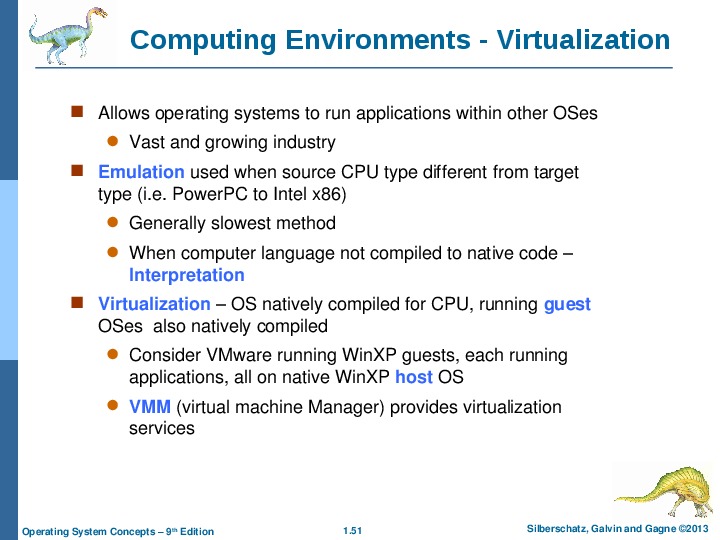 Computing Environments - Virtualization
Allows operating systems to run applications within other OSes
Vast and growing industry
Emulation used when source CPU type different from target
type (i.e. PowerPC to Intel x86)
Generally slowest method
When computer language not compiled to native code –
Interpretation
Virtualization – OS natively compiled for CPU, running guest
OSes also natively compiled
Consider VMware running WinXP guests, each running
applications, all on native WinXP host OS
VMM (virtual machine Manager) provides virtualization
services
Operating System Concepts – 9th Edition
1.51
Silberschatz, Galvin and Gagne ©2013